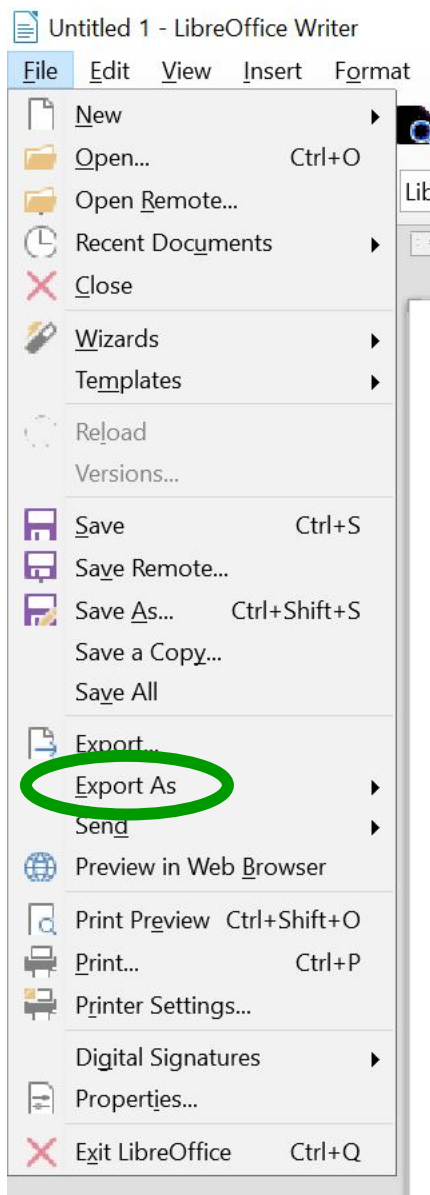 Untitled 1 - LibreOffice Writer
File Edit View Insert Format
New
Open... Ctrl+O
Open Remote...
Recent Documents
Close
Wizards
Templates
Reload
Versions...
Save Ctrl+S
Save Remote...
Save As... Ctrl+Shift+S
Save a Copy...
Save All
Export...
Export As
Send
Preview in Web Browser
Print Preview Ctrl+Shift+O
Print... Ctrl+P
Printer Settings...
Digital Signatures
Properties...
Exit LibreOffice Ctrl+Q